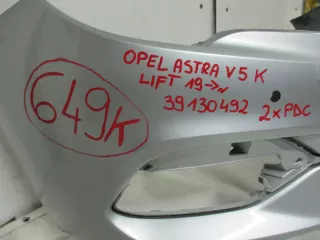 OPEL ASTRA V 5 K
LIFT 19->N
39130492
2xPDC
649K